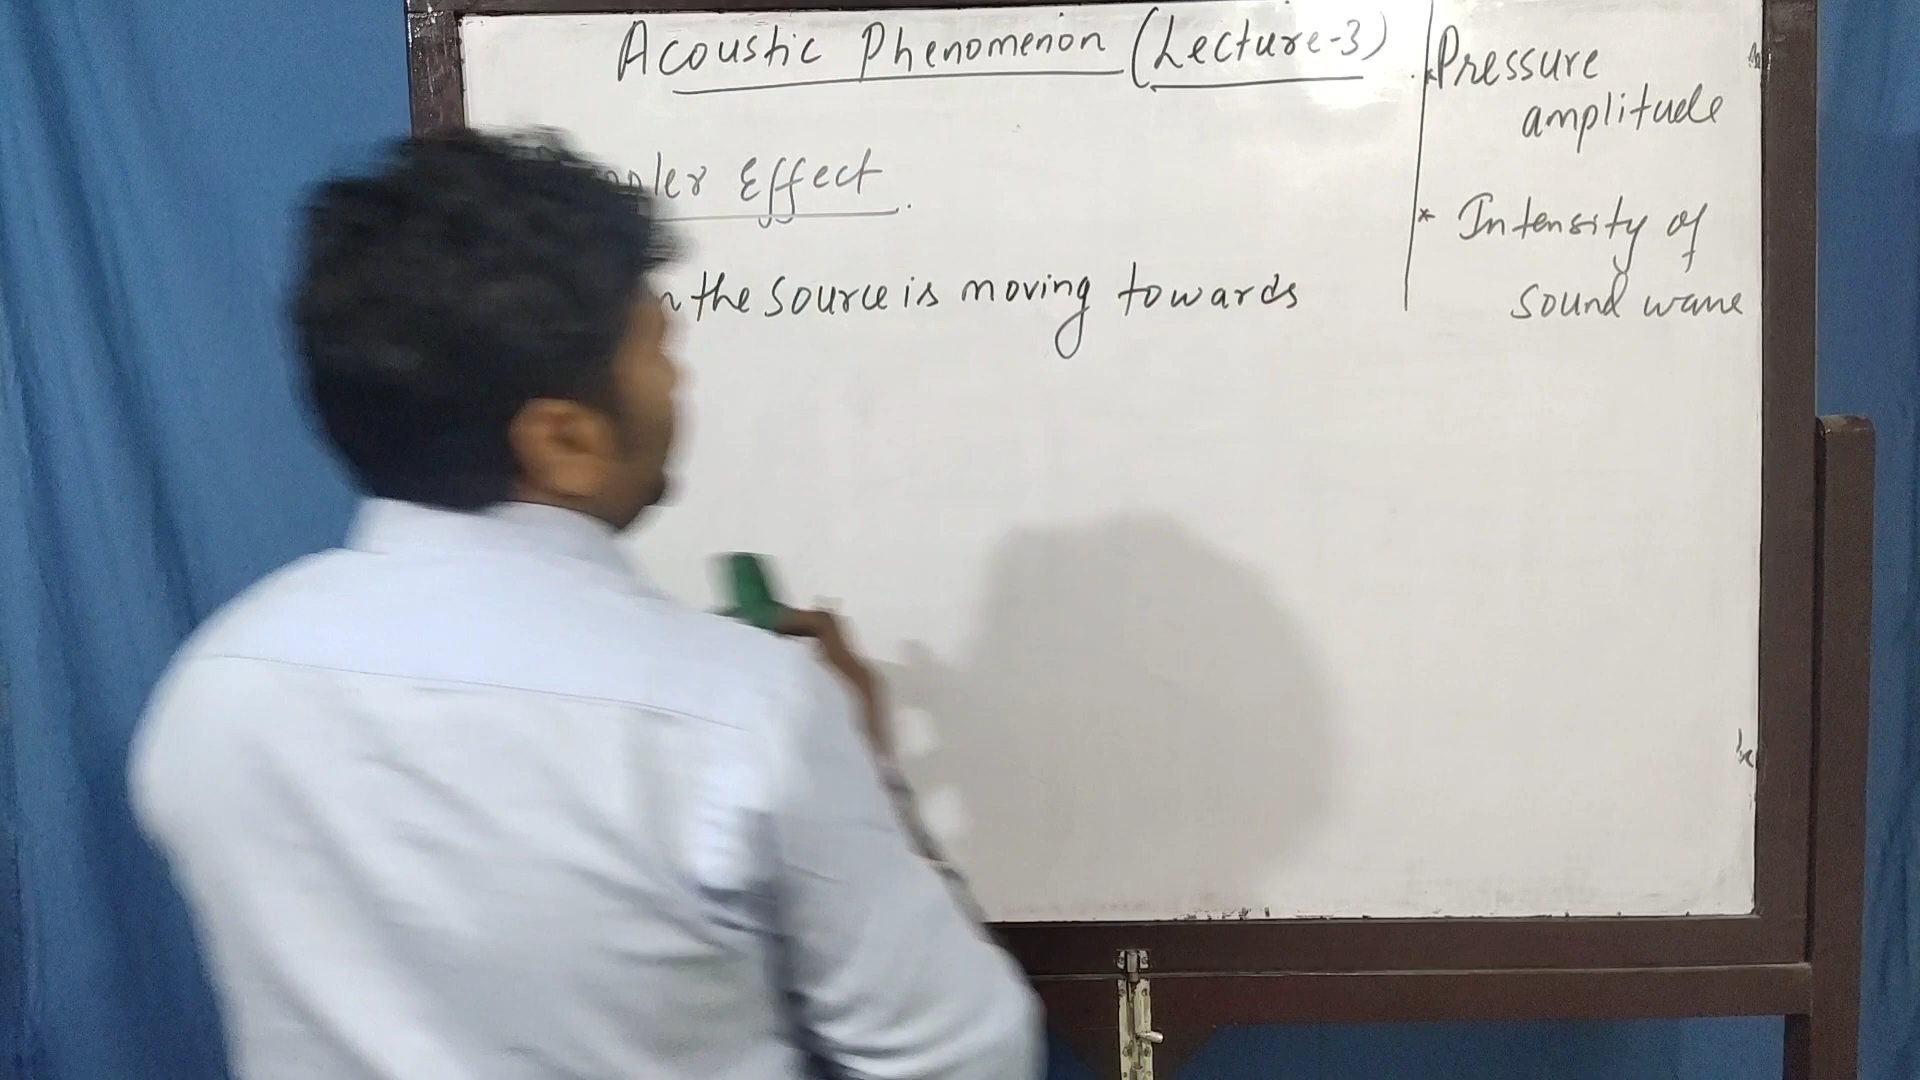 Acoustic Phenomenon (Lecture-3)
Effect
the source is moving towards
* Pressure
amplitude
* Intensity of
sound wave